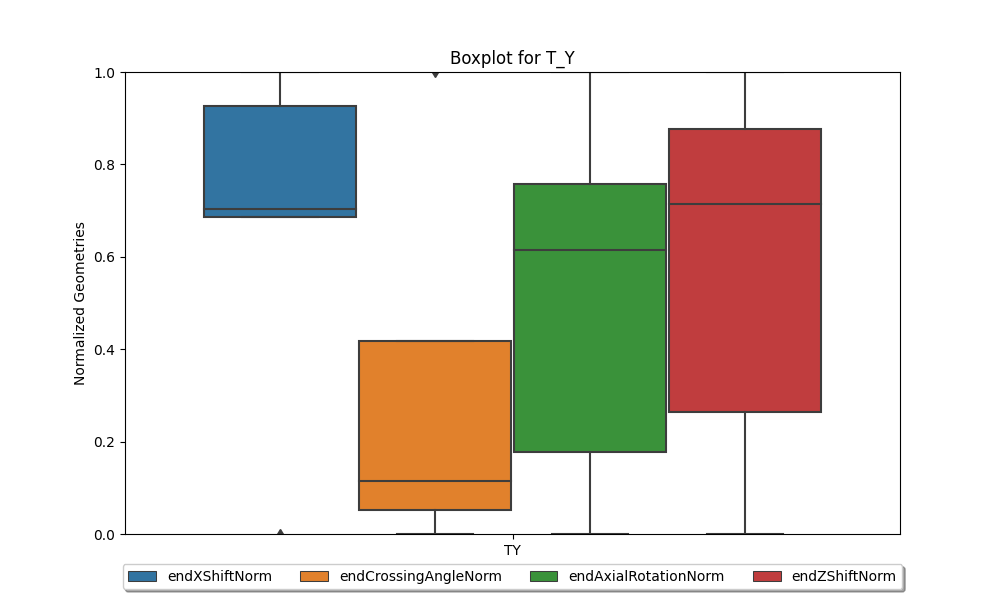 Boxplot for T_Y
1.0
0.8
0.6
0.4
0.2
0.0
Normalized Geometries
TY
endXShiftNorm endCrossingAngleNorm endAxialRotationNorm endZShiftNorm